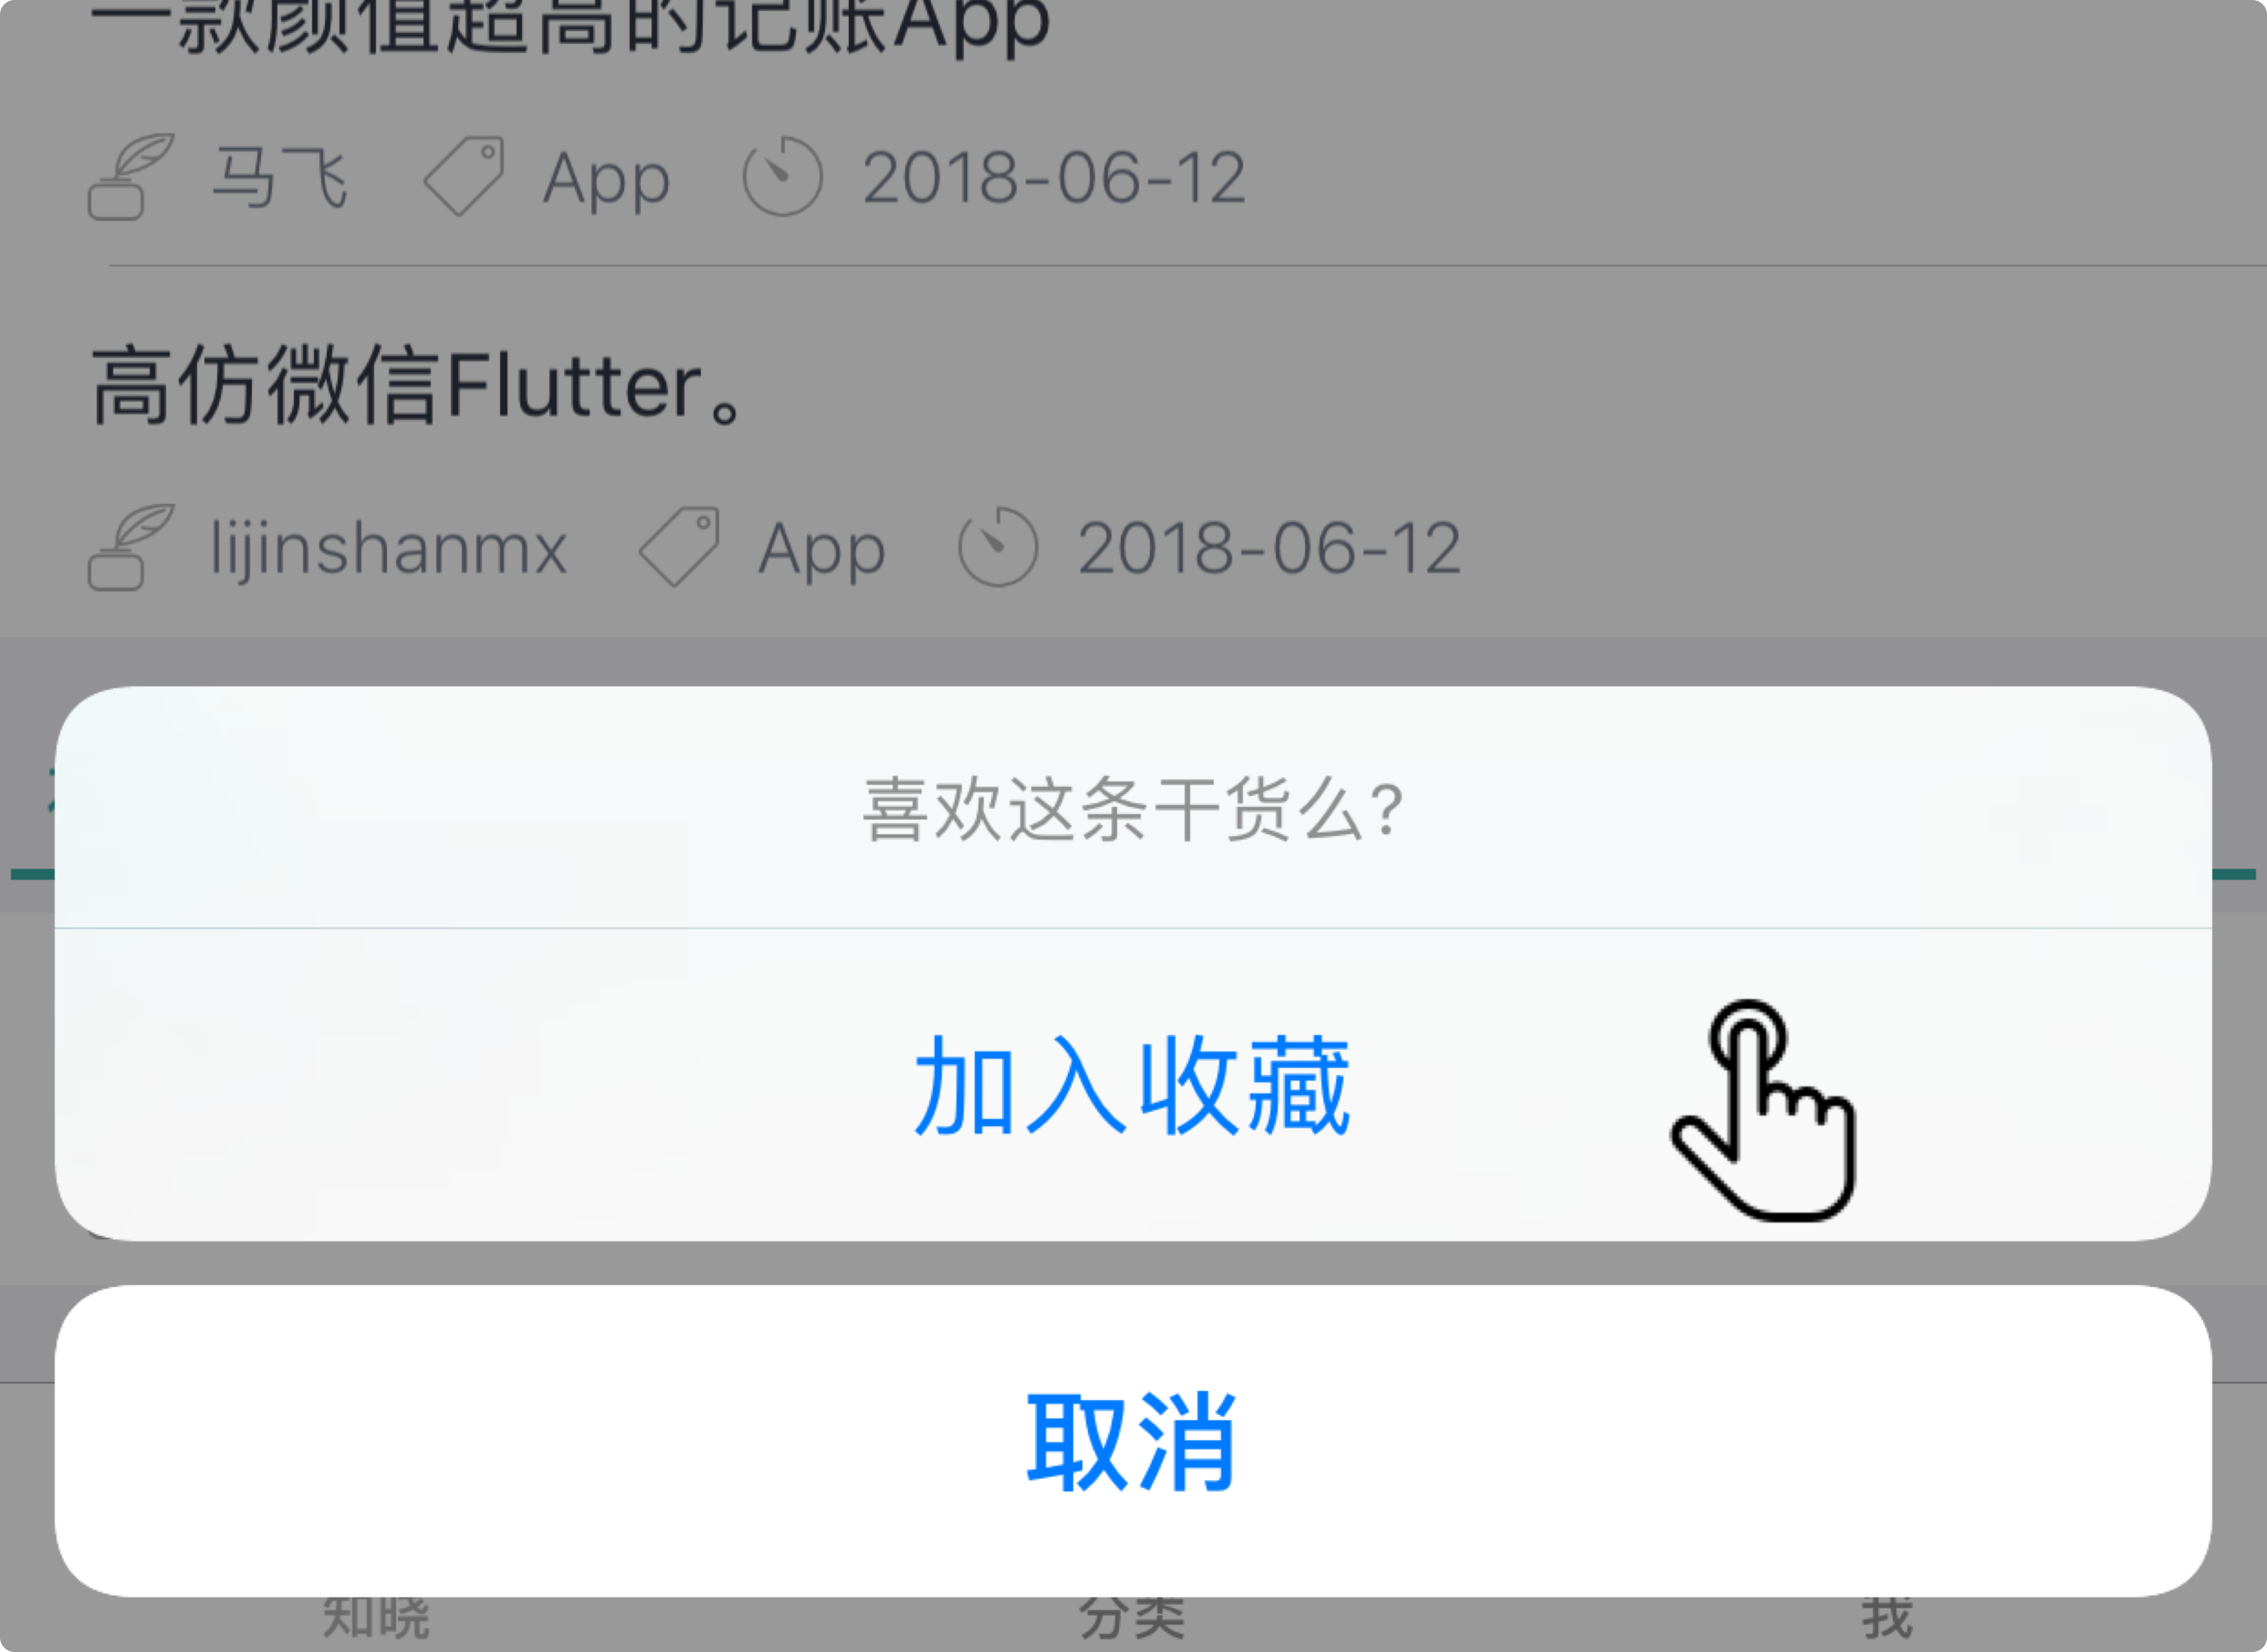 一款颜值超高的记账App
马飞 App 2018-06-12
高仿微信Flutter。
lijinshanmx App 2018-06-12
喜欢这条干货么?
加入收藏
取消
知晓 分类 我